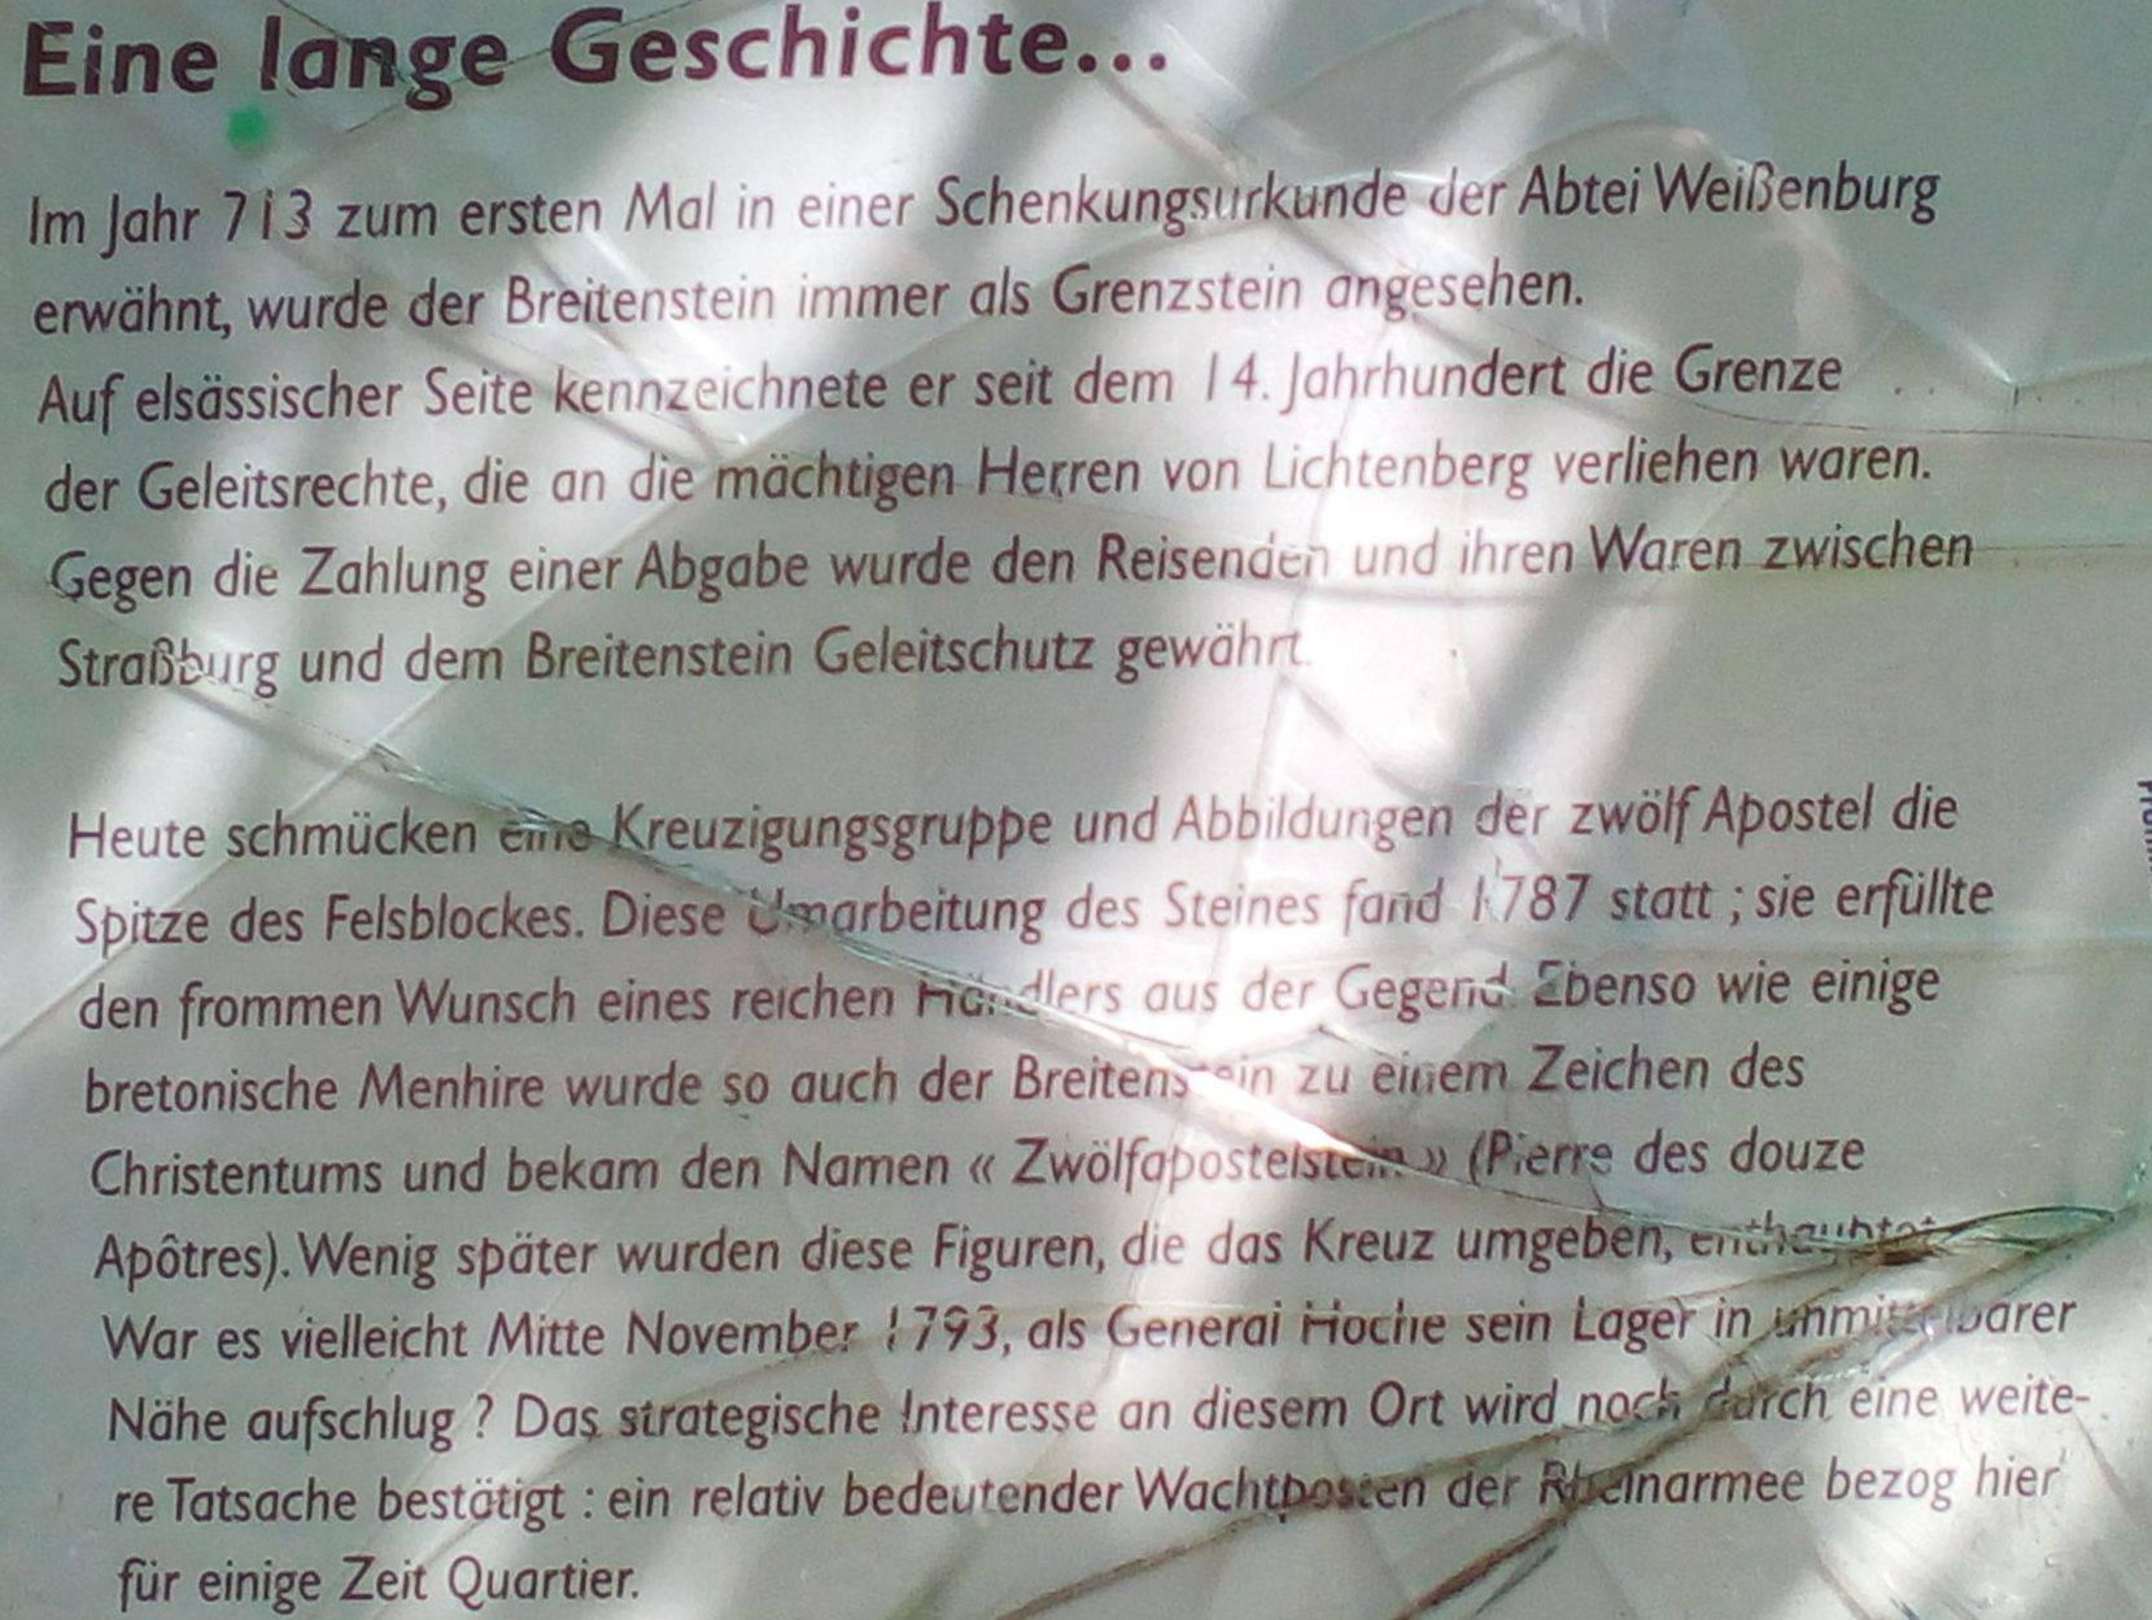 Eine lange Geschichte...
Im Jahr 713 zum ersten Mal in einer Schenkungsurkunde der Abtei Weißenburg
erwähnt, wurde der Breitenstein immer als Grenzstein angesehen.
Auf elsässischer Seite kennzeichnete er seit dem 14. Jahrhundert die Grenze
der Geleitsrechte, die an die mächtigen Herren von Lichtenberg verliehen waren.
Gegen die Zahlung einer Abgabe wurde den Reisenden und ihren Waren zwischen
Straßburg und dem Breitenstein Geleitschutz gewährt.
Heute schmücken eine Kreuzigungsgruppe und Abbildungen der zwölf Apostel die
Spitze des Felsblockes. Diese Umarbeitung des Steines fand 1787 statt ; sie erfüllte
den frommen Wunsch eines reichen Händlers aus der Gegend. Ebenso wie einige
bretonische Menhire wurde so auch der Breitenstein zu einem Zeichen des
Christentums und bekam den Namen « Zwölfapostelstein » (Pierre des douze
Apôtres). Wenig später wurden diese Figuren, die das Kreuz umgeben, enthauptet
War es vielleicht Mitte November 1793, als General Hoche sein Lager in unmittelbarer
Nähe aufschlug ? Das strategische Interesse an diesem Ort wird noch durch eine weite-
re Tatsache bestätigt : ein relativ bedeutender Wachtposten der Rheinarmee bezog hier
für einige Zeit Quartier.